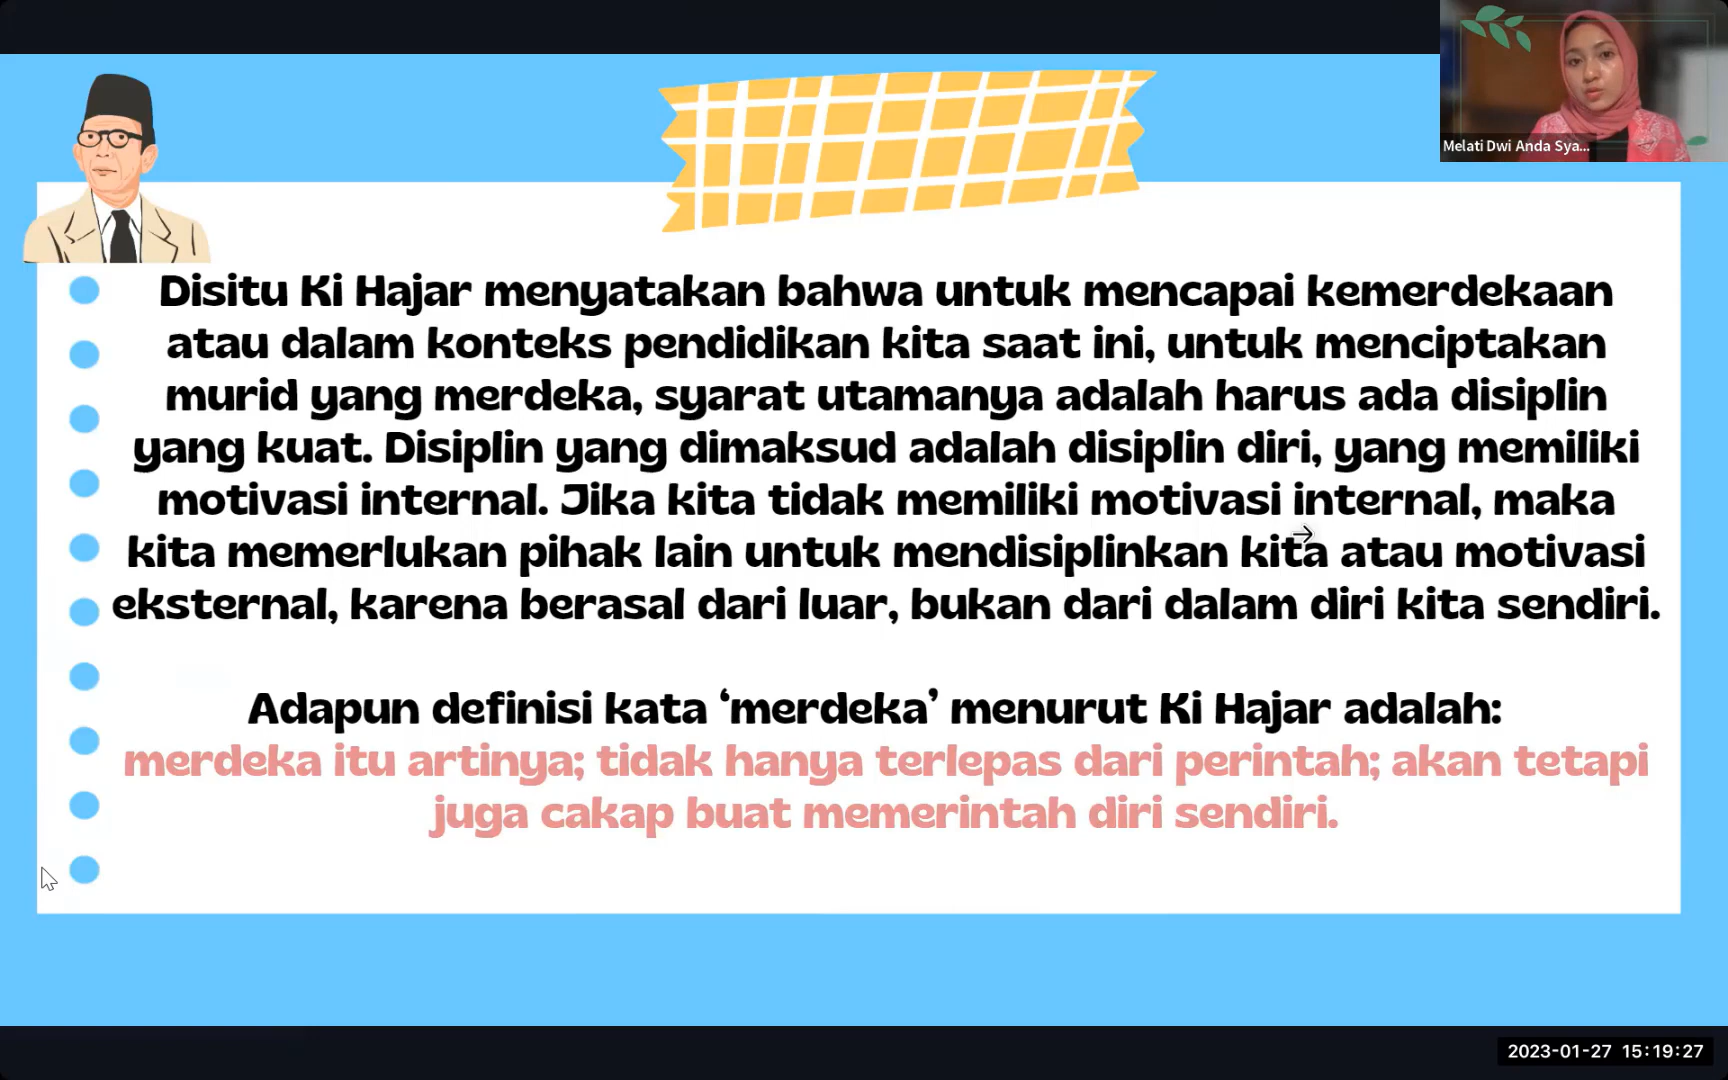 Melati Dwi Anda Sya...
Disitu Ki Hajar menyatakan bahwa untuk mencapai kemerdekaan
atau dalam konteks pendidikan kita saat ini, untuk menciptakan
murid yang merdeka, syarat utamanya adalah harus ada disiplin
yang kuat. Disiplin yang dimaksud adalah disiplin diri, yang memiliki
motivasi internal. Jika kita tidak memiliki motivasi internal, maka
kita memerlukan pihak lain untuk mendisiplinkan kita atau motivasi
eksternal, karena berasal dari luar, bukan dari dalam diri kita sendiri.
Adapun definisi kata ‘merdeka’ menurut Ki Hajar adalah:
merdeka itu artinya; tidak hanya terlepas dari perintah; akan tetapi
juga cakap buat memerintah diri sendiri.
2023-01-27 15:19:27